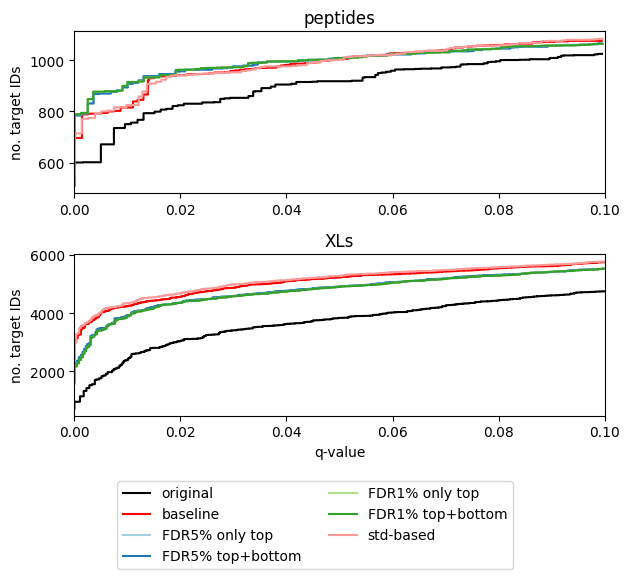 peptides
no. target IDs
1000
800
600
0.00 0.02 0.04 0.06 0.08 0.10
XLs
no. target IDs
6000
4000
2000
0.00 0.02 0.04 0.06 0.08 0.10
q-value
original
baseline
FDR5% only top
FDR5% top+bottom
FDR1% only top
FDR1% top+bottom
std-based